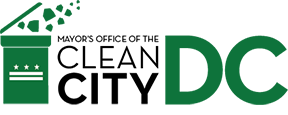 MAYOR'S OFFICE OF THE
CLEAN
CITY DC